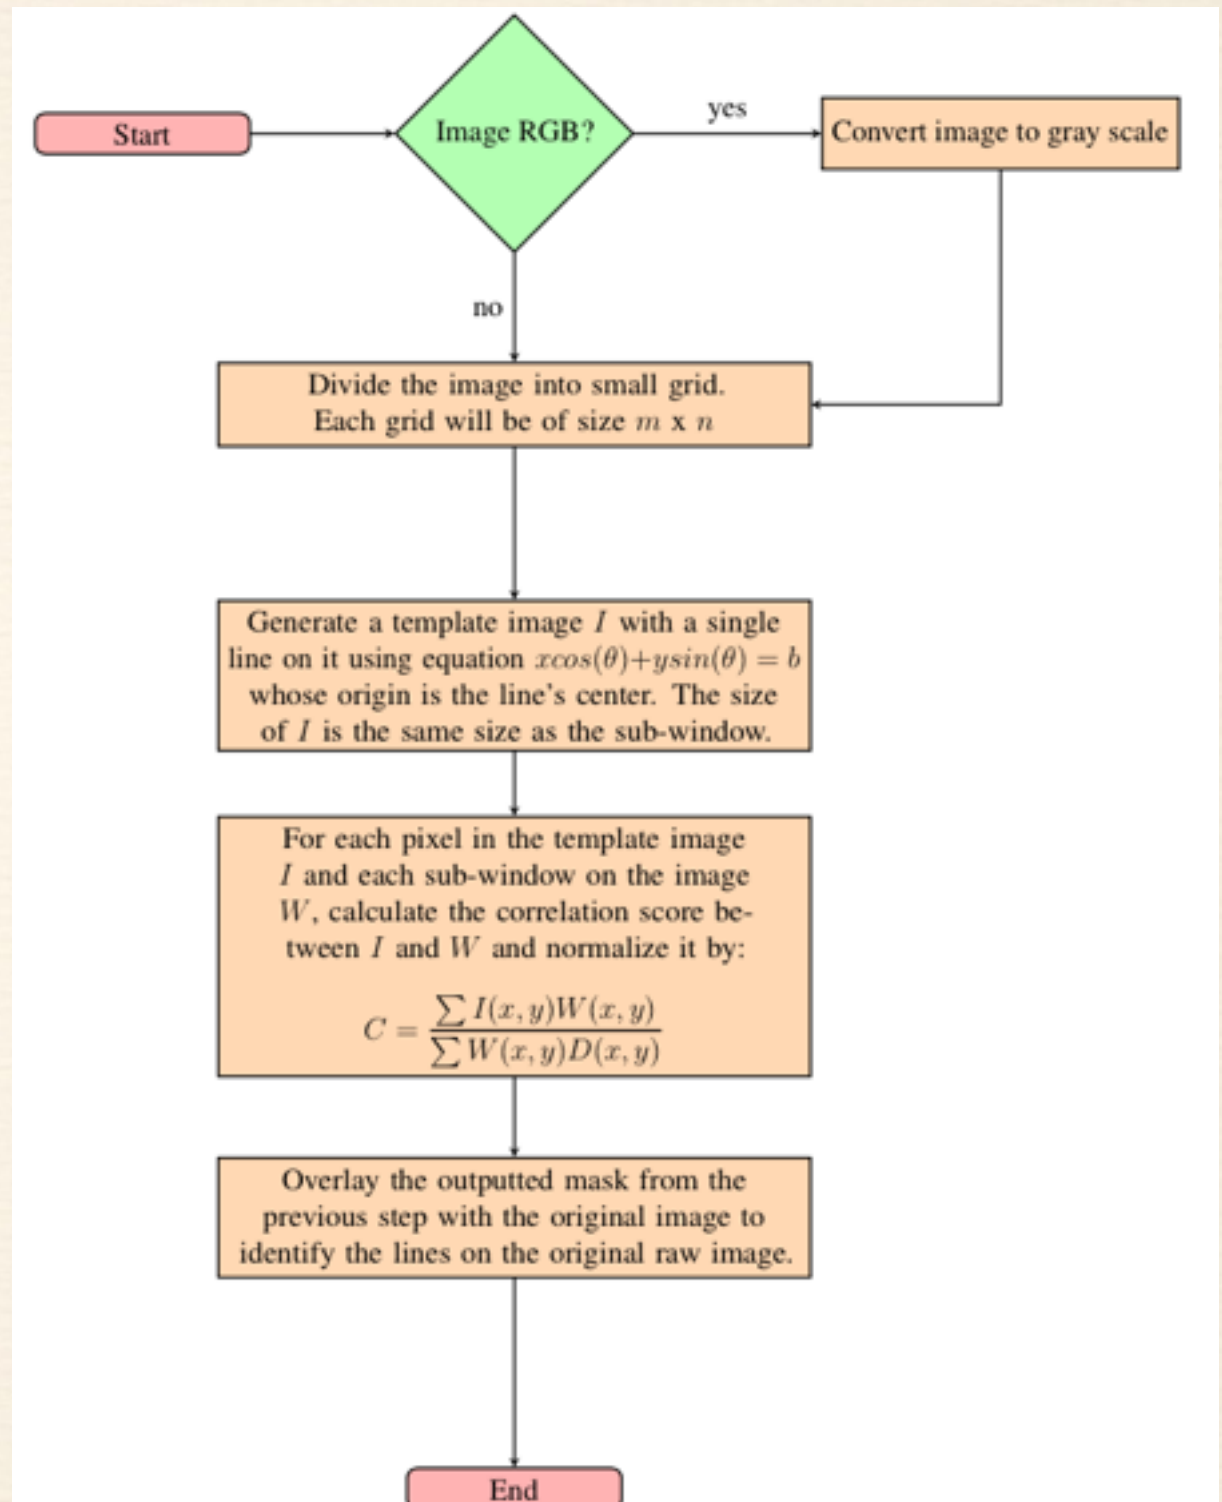 Start
Image RGB?
yes
Convert image to gray scale
no
Divide the image into small grid.
Each grid will be of size m x n
Generate a template image I with a single
line on it using equation xcos(θ)+ysin(θ) = b
whose origin is the line's center. The size
of I is the same size as the sub-window.
For each pixel in the template image
I and each sub-window on the image
W, calculate the correlation score be-
tween I and W and normalize it by:
C = ∑ I(x, y)W(x, y) / ∑ W(x, y)D(x, y)
Overlay the outputted mask from the
previous step with the original image to
identify the lines on the original raw image.
End